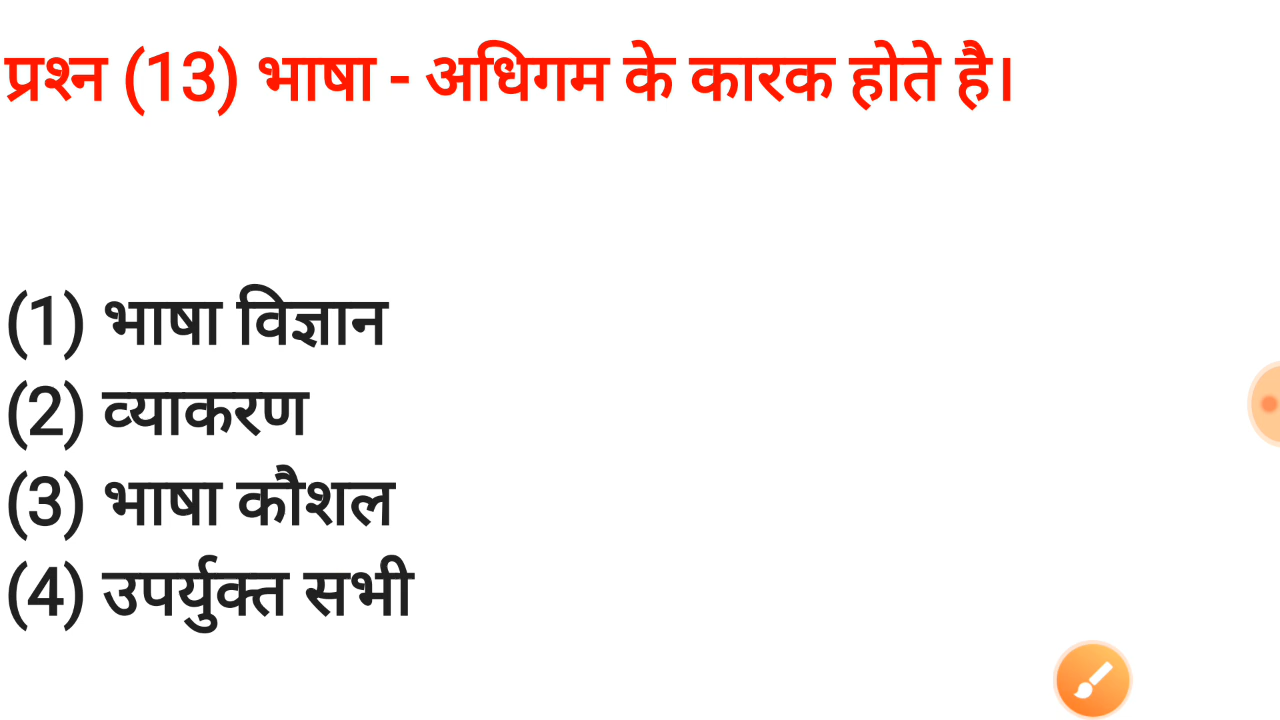 प्रश्न (13) भाषा - अधिगम के कारक होते है।
(1) भाषा विज्ञान
(2) व्याकरण
(3) भाषा कौशल
(4) उपर्युक्त सभी